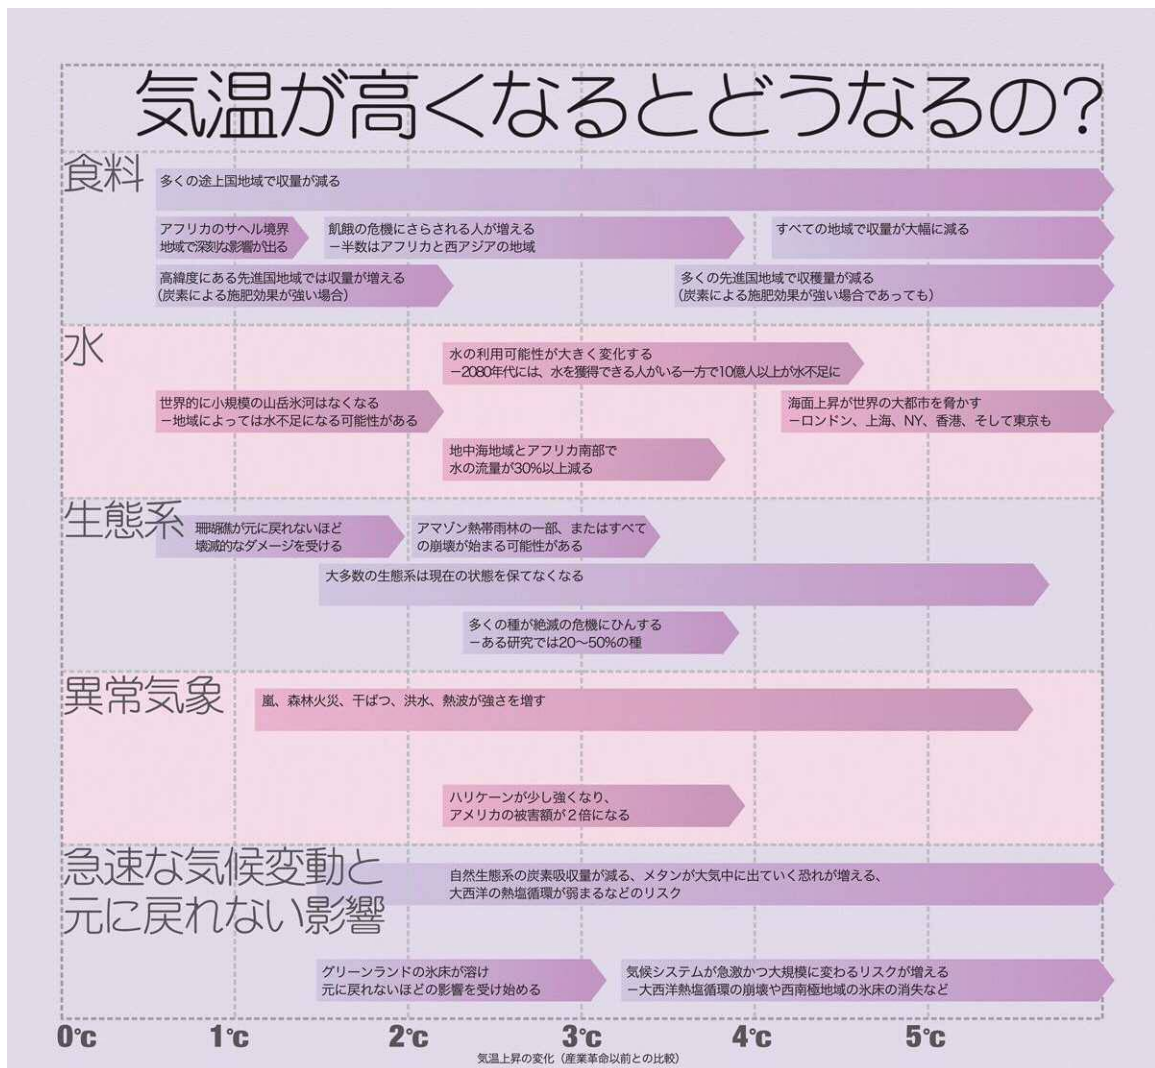 気温が高くなるとどうなるの?
食料
多くの途上国地域で収量が減る
アフリカのサヘル境界
地域で深刻な影響が出る
飢餓の危機にさらされる人が増える
−半数はアフリカと西アジアの地域
すべての地域で収量が大幅に減る
高緯度にある先進国地域では収量が増える
(炭素による施肥効果が強い場合)
多くの先進国地域で収穫量が減る
(炭素による施肥効果が強い場合であっても)
水
水の利用可能性が大きく変化する
−2080年代には、水を獲得できる人がいる一方で10億人以上が水不足に
世界的に小規模の山岳氷河はなくなる
−地域によっては水不足になる可能性がある
海面上昇が世界の大都市を脅かす
−ロンドン、上海、NY、香港、そして東京も
地中海地域とアフリカ南部で
水の流量が30%以上減る
生態系
珊瑚礁が元に戻れないほど
壊滅的なダメージを受ける
アマゾン熱帯雨林の一部、またはすべて
の崩壊が始まる可能性がある
大多数の生態系は現在の状態を保てなくなる
多くの種が絶滅の危機にひんする
−ある研究では20〜50%の種
異常気象
嵐、森林火災、干ばつ、洪水、熱波が強さを増す
ハリケーンが少し強くなり、
アメリカの被害額が2倍になる
急速な気候変動と
元に戻れない影響
自然生態系の炭素吸収量が減る、メタンが大気中に出ていく恐れが増える、
大西洋の熱塩循環が弱まるなどのリスク
グリーンランドの氷床が溶け
元に戻れないほどの影響を受け始める
気候システムが急激かつ大規模に変わるリスクが増える
−大西洋熱塩循環の崩壊や西南極地域の氷床の消失など
0℃ 1℃ 2℃ 3℃ 4℃ 5℃
気温上昇の変化(産業革命以前との比較)